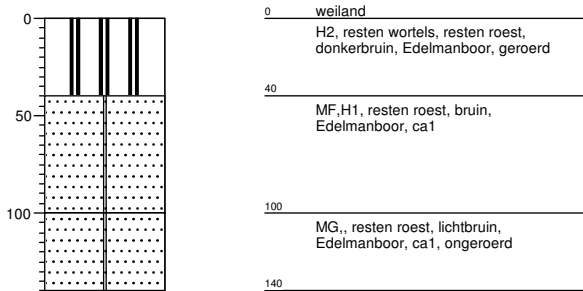 0
50
100
0 weiland
H2, resten wortels, resten roest,
donkerbruin, Edelmanboor, geroerd
40
MF,H1, resten roest, bruin,
Edelmanboor, ca1
100
MG,, resten roest, lichtbruin,
Edelmanboor, ca1, ongeroerd
140